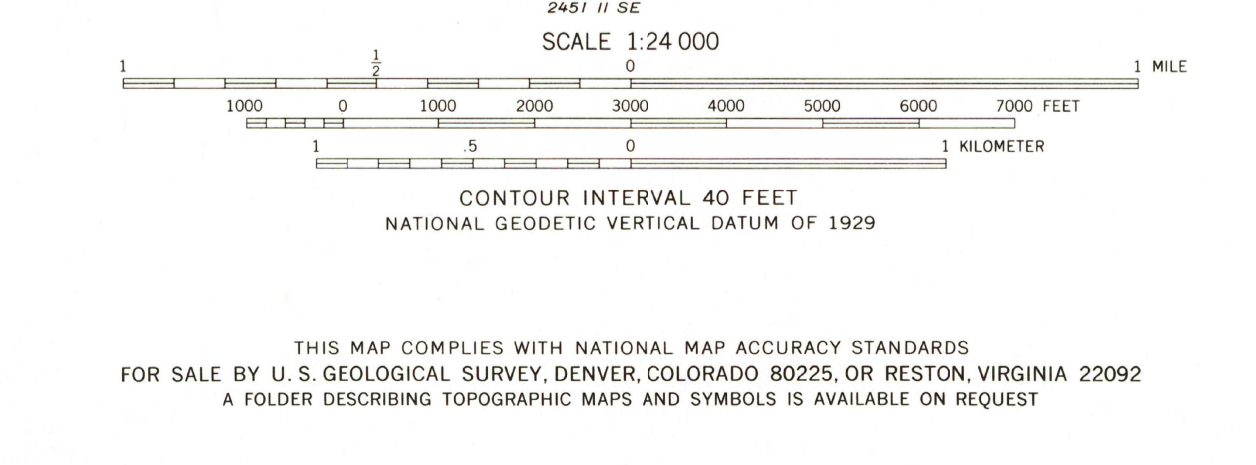 2451 II SE
SCALE 1:24 000
1 1/2 0 1 MILE
1000 0 1000 2000 3000 4000 5000 6000 7000 FEET
1 .5 0 1 KILOMETER
CONTOUR INTERVAL 40 FEET
NATIONAL GEODETIC VERTICAL DATUM OF 1929
THIS MAP COMPLIES WITH NATIONAL MAP ACCURACY STANDARDS
FOR SALE BY U. S. GEOLOGICAL SURVEY, DENVER, COLORADO 80225, OR RESTON, VIRGINIA 22092
A FOLDER DESCRIBING TOPOGRAPHIC MAPS AND SYMBOLS IS AVAILABLE ON REQUEST